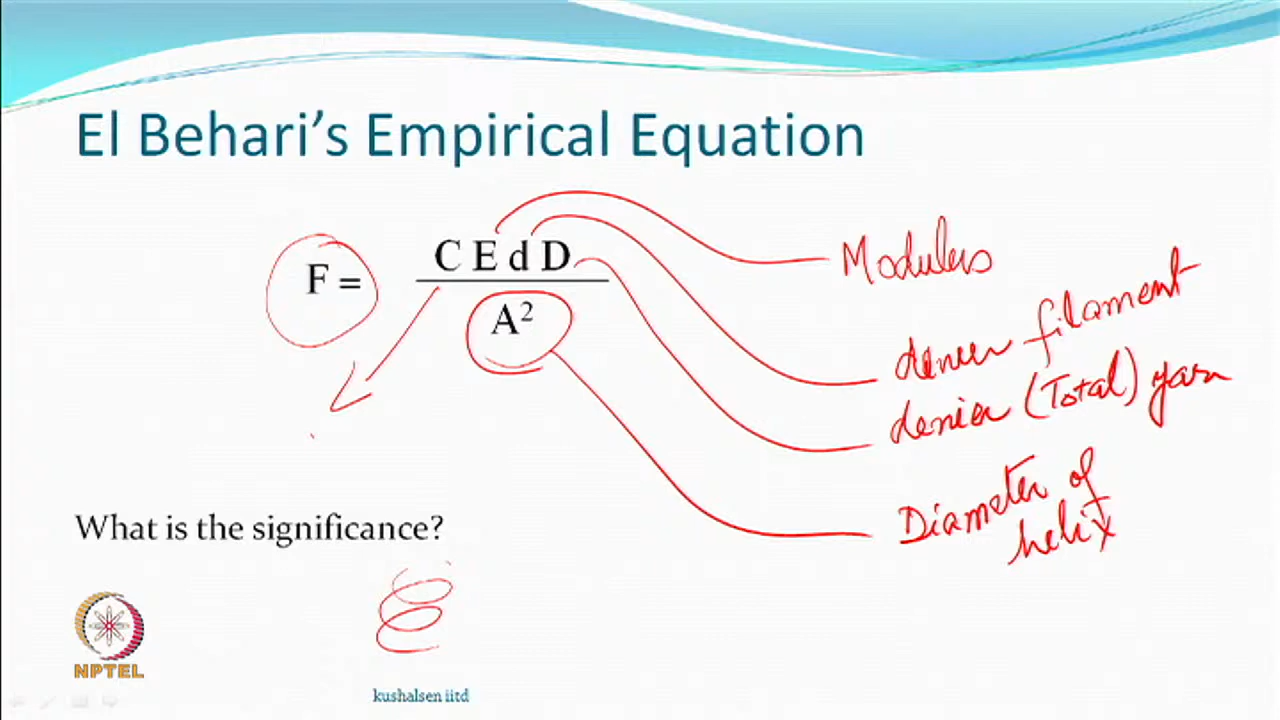 El Behari's Empirical Equation
F =
C E d D
A²
Modulus
denier filament
denier (Total) yarn
Diameter of
helix
What is the significance?
NPTEL
kushalsen iitd